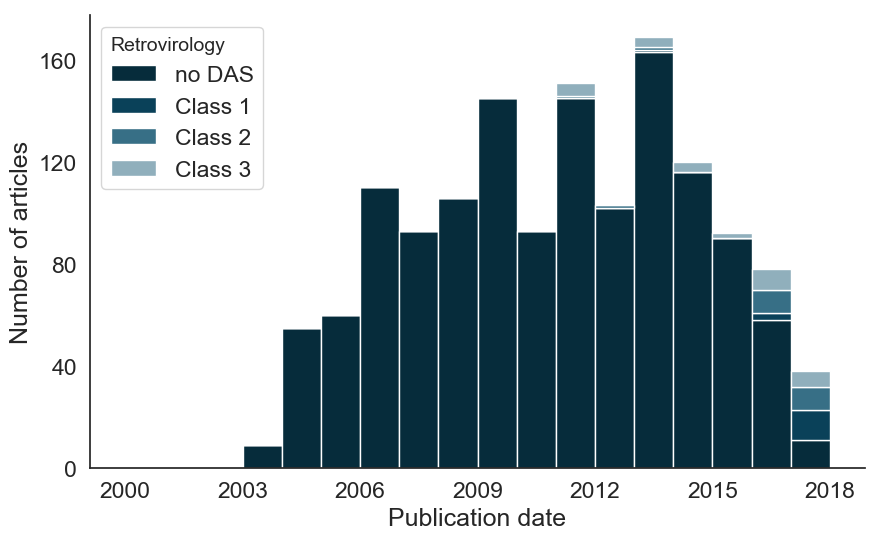 Retrovirology
no DAS
Class 1
Class 2
Class 3
Number of articles
160
120
80
40
0
2000 2003 2006 2009 2012 2015 2018
Publication date